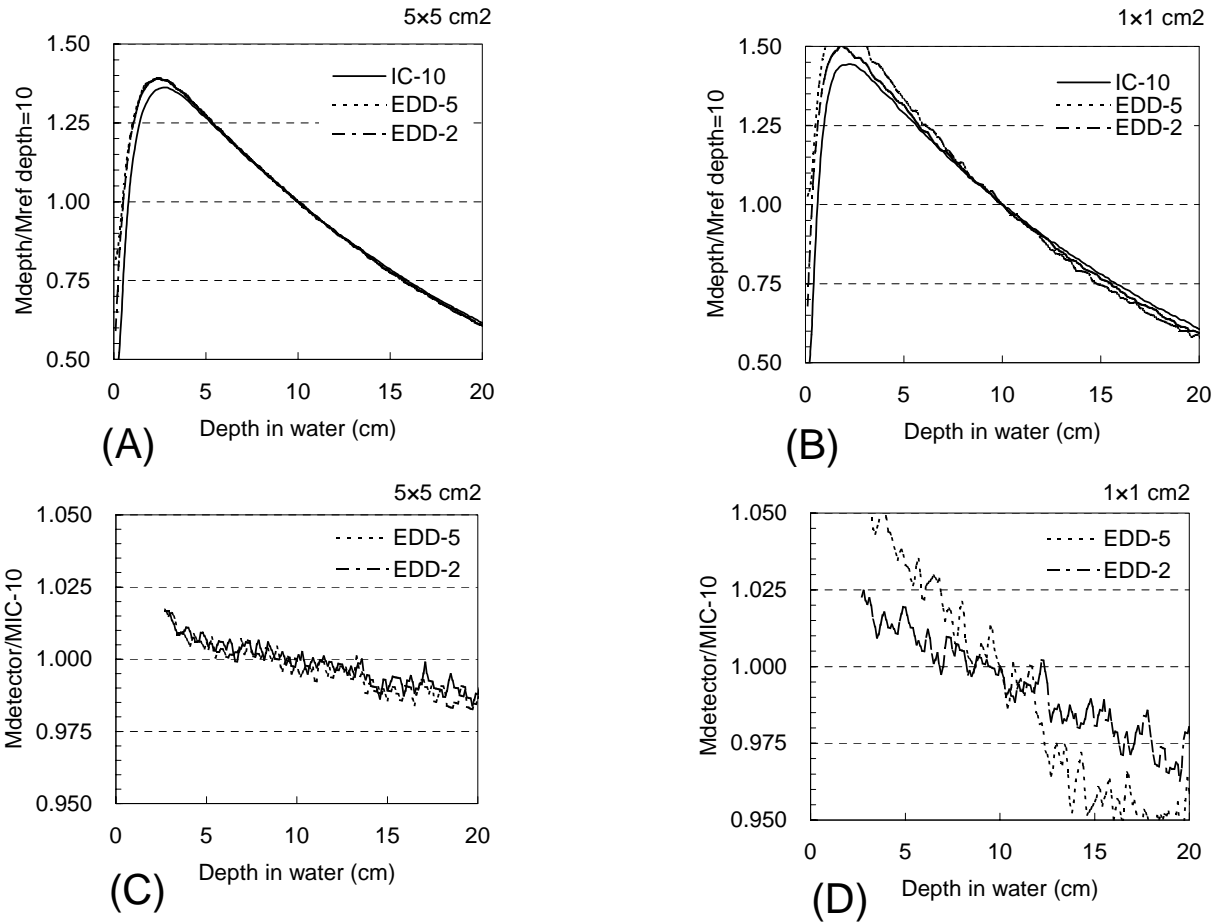 5×5 cm2
1.50
1.25
1.00
0.75
0.50
Mdepth/Mref depth=10
IC-10
EDD-5
EDD-2
0 5 10 15 20
Depth in water (cm)
(A)
1×1 cm2
1.50
1.25
1.00
0.75
0.50
Mdepth/Mref depth=10
IC-10
EDD-5
EDD-2
0 5 10 15 20
Depth in water (cm)
(B)
5×5 cm2
1.050
1.025
1.000
0.975
0.950
Mdetector/MIC-10
EDD-5
EDD-2
0 5 10 15 20
Depth in water (cm)
(C)
1×1 cm2
1.050
1.025
1.000
0.975
0.950
Mdetector/MIC-10
EDD-5
EDD-2
0 5 10 15 20
Depth in water (cm)
(D)